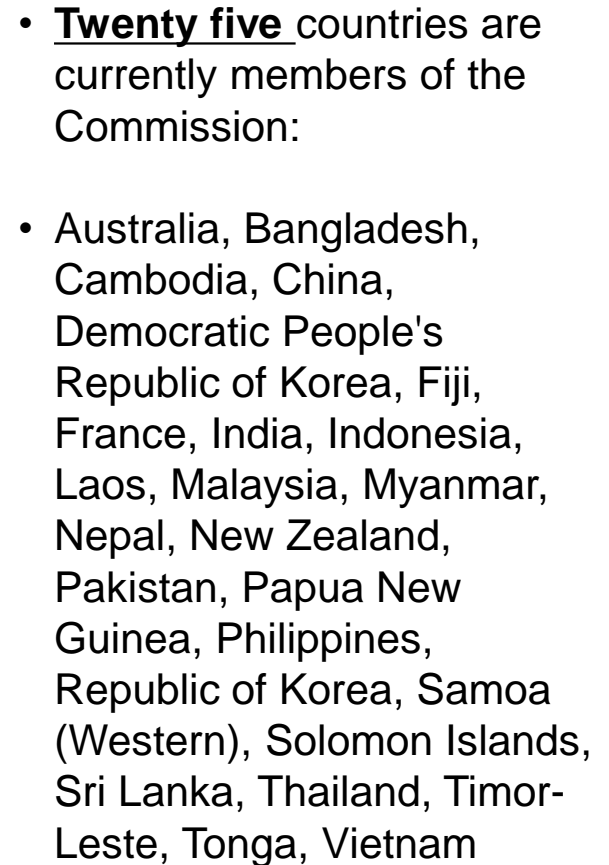 • Twenty five countries are
currently members of the
Commission:
• Australia, Bangladesh,
Cambodia, China,
Democratic People's
Republic of Korea, Fiji,
France, India, Indonesia,
Laos, Malaysia, Myanmar,
Nepal, New Zealand,
Pakistan, Papua New
Guinea, Philippines,
Republic of Korea, Samoa
(Western), Solomon Islands,
Sri Lanka, Thailand, Timor-
Leste, Tonga, Vietnam